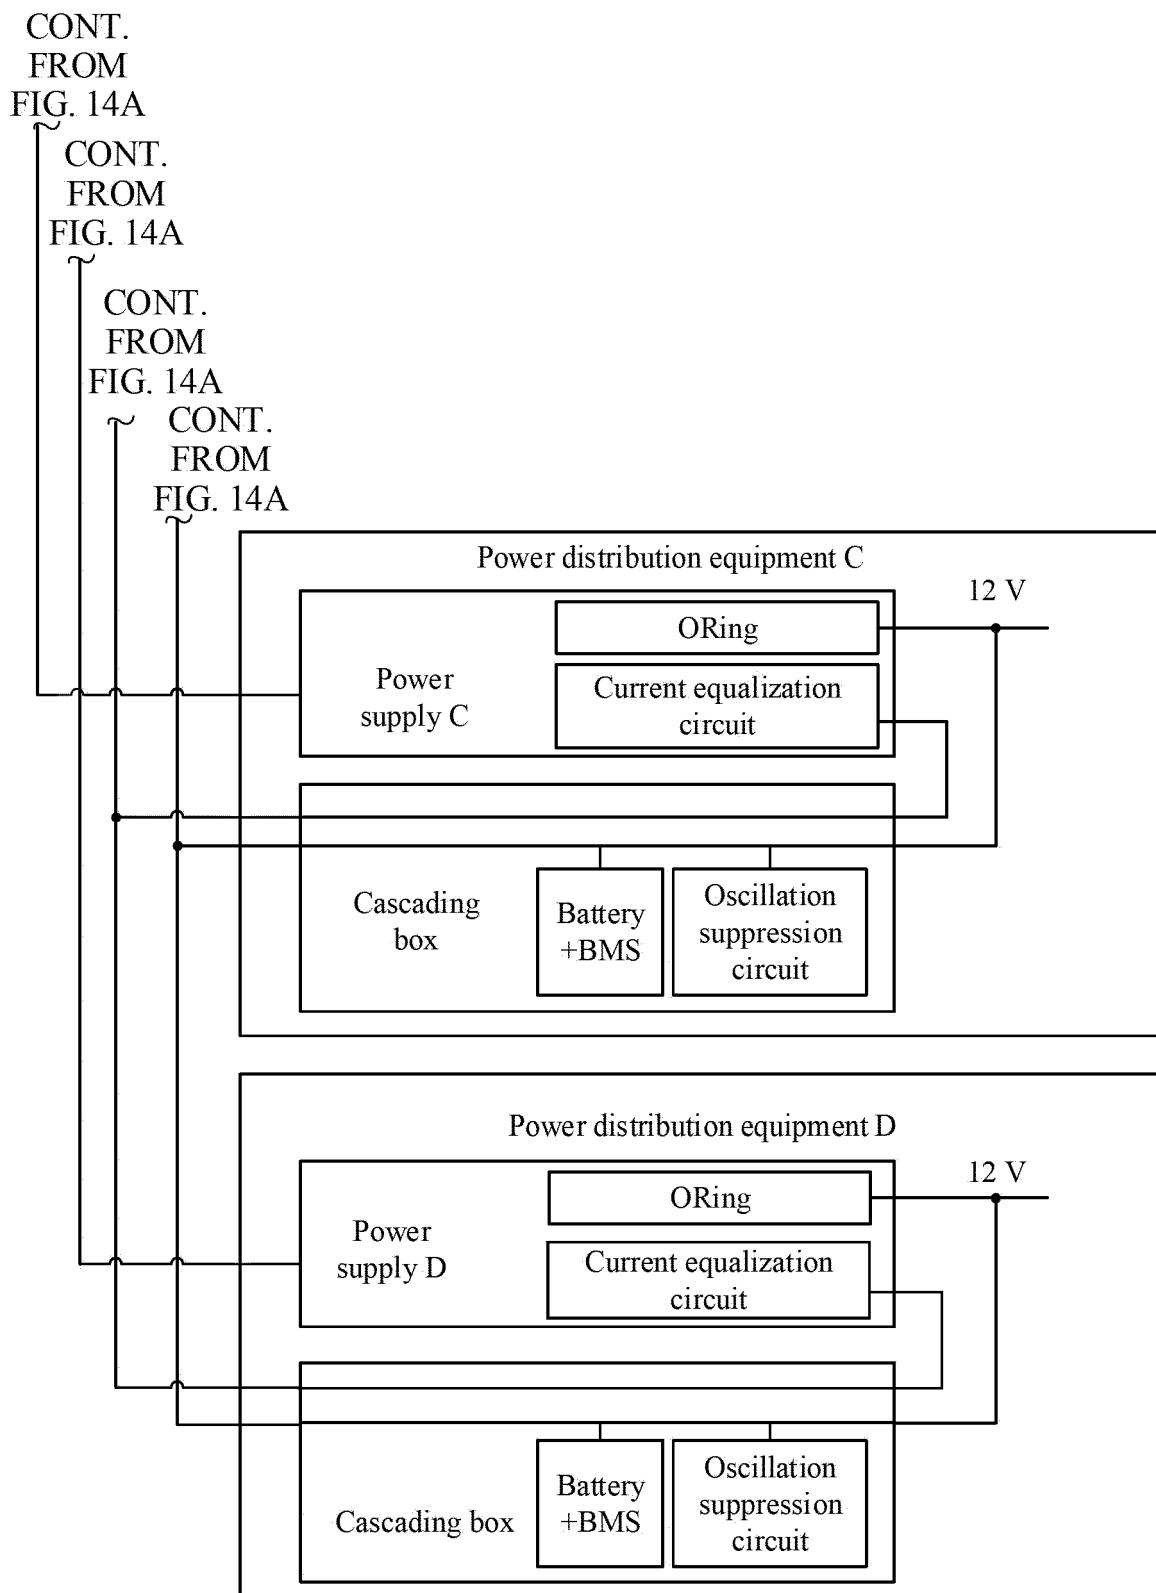 CONT.
FROM
FIG. 14A
CONT.
FROM
FIG. 14A
CONT.
FROM
FIG. 14A
CONT.
FROM
FIG. 14A
Power distribution equipment C
12 V
ORing
Power
supply C
Current equalization
circuit
Cascading
box
Battery
+BMS
Oscillation
suppression
circuit
Power distribution equipment D
12 V
ORing
Power
supply D
Current equalization
circuit
Cascading box
Battery
+BMS
Oscillation
suppression
circuit